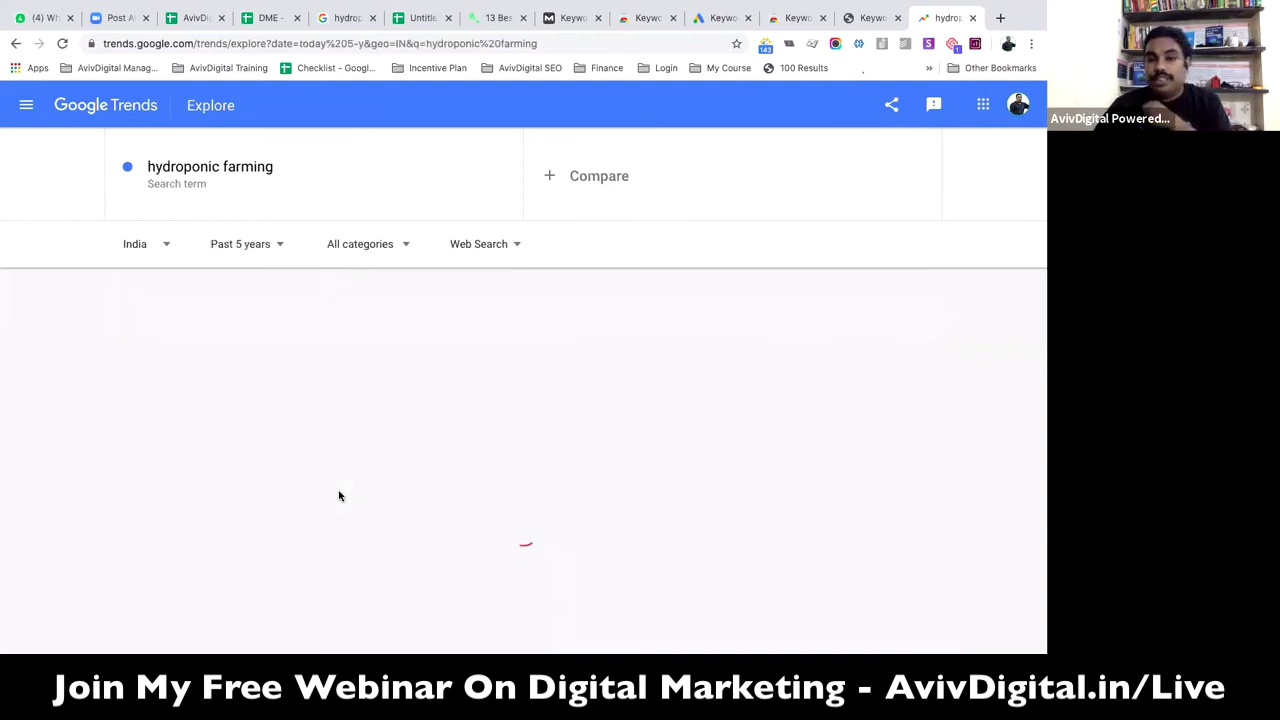 (4) Wh
Post A
AvivDi
DME -
hydrop
Untitle
13 Bes
Keywo
Keywo
Keywo
Keywo
Keywo
hydrop
trends.google.com/trends/explore?date=today%205-y&geo=IN&q=hydroponic%20farming
143
1
Apps AvivDigital Manag... AvivDigital Training Checklist - Googl... Incentive Plan AvivDigital SEO Finance Login My Course 100 Results » Other Bookmarks
Google Trends Explore
hydroponic farming
Search term
+ Compare
India Past 5 years All categories Web Search
AvivDigital Powered...
Join My Free Webinar On Digital Marketing - AvivDigital.in/Live